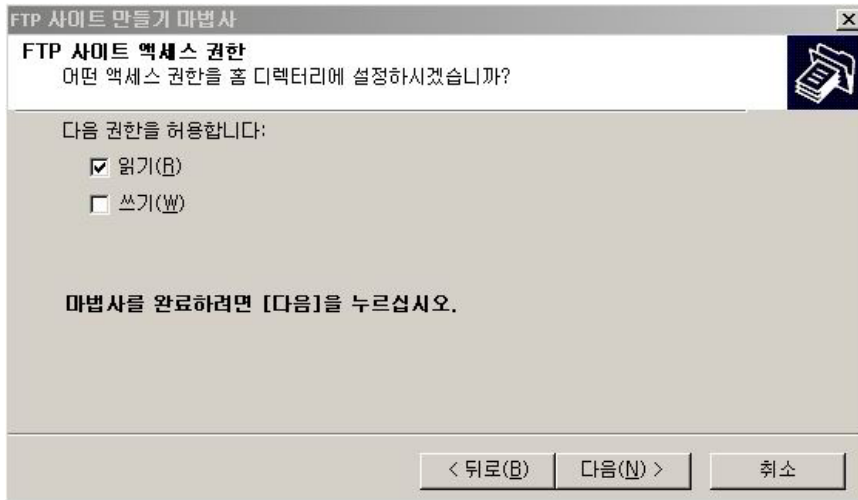 FTP 사이트 만들기 마법사
FTP 사이트 액세스 권한
어떤 액세스 권한을 홈 디렉터리에 설정하시겠습니까?
다음 권한을 허용합니다:
읽기(R)
쓰기(W)
마법사를 완료하려면 [다음]을 누르십시오.
< 뒤로(B) 다음(N) > 취소